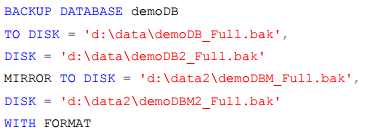 BACKUP DATABASE demoDB
TO DISK = 'd:\data\demoDB_Full.bak',
DISK = 'd:\data\demoDB2_Full.bak'
MIRROR TO DISK = 'd:\data2\demoDBM_Full.bak',
DISK = 'd:\data2\demoDBM2_Full.bak'
WITH FORMAT